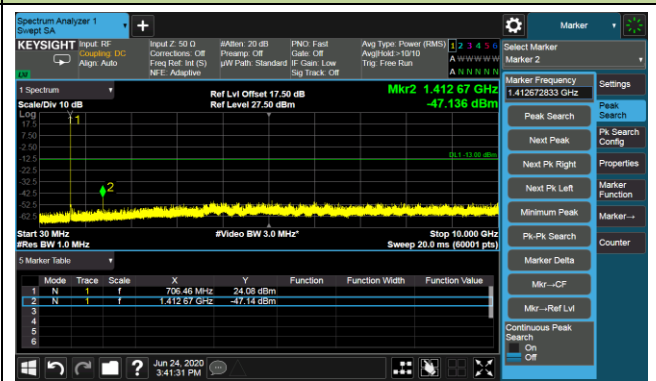 Spectrum Analyzer 1
Swept SA
+
Marker
KEYSIGHT
Input: RF
Coupling: DC
Align: Auto
Input Z: 50 Ω
Corrections: Off
Freq Ref: Int (S)
NFE: Adaptive
#Atten: 20 dB
Preamp: Off
µW Path: Standard
PNO: Fast
Gate: Off
IF Gain: Low
Sig Track: Off
Avg Type: Power (RMS)
Avg|Hold:>10/10
Trig: Free Run
1 2 3 4 5 6
A W W W W W
A N N N N N
LXI
Select Marker
Marker 2
1 Spectrum
Scale/Div 10 dB
Ref Lvl Offset 17.50 dB
Ref Level 27.50 dBm
Mkr2 1.412 67 GHz
-47.136 dBm
Log
17.5
7.50
-2.50
-12.5
-22.5
-32.5
-42.5
-52.5
-62.5
1
2
DL1 -13.00 dBm
Start 30 MHz
#Res BW 1.0 MHz
#Video BW 3.0 MHz*
Stop 10.000 GHz
Sweep 20.0 ms (60001 pts)
5 Marker Table
Mode Trace Scale X Y Function Function Width Function Value
1 N 1 f 706.46 MHz 24.08 dBm
2 N 1 f 1.412 67 GHz -47.14 dBm
3
4
5
6
Marker Frequency
1.412672833 GHz
Peak Search
Next Peak
Next Pk Right
Next Pk Left
Minimum Peak
Pk-Pk Search
Marker Delta
Mkr→CF
Mkr→Ref Lvl
Continuous Peak
Search
On
Off
Settings
Peak
Search
Pk Search
Config
Properties
Marker
Function
Marker→
Counter
?
Jun 24, 2020
3:41:31 PM